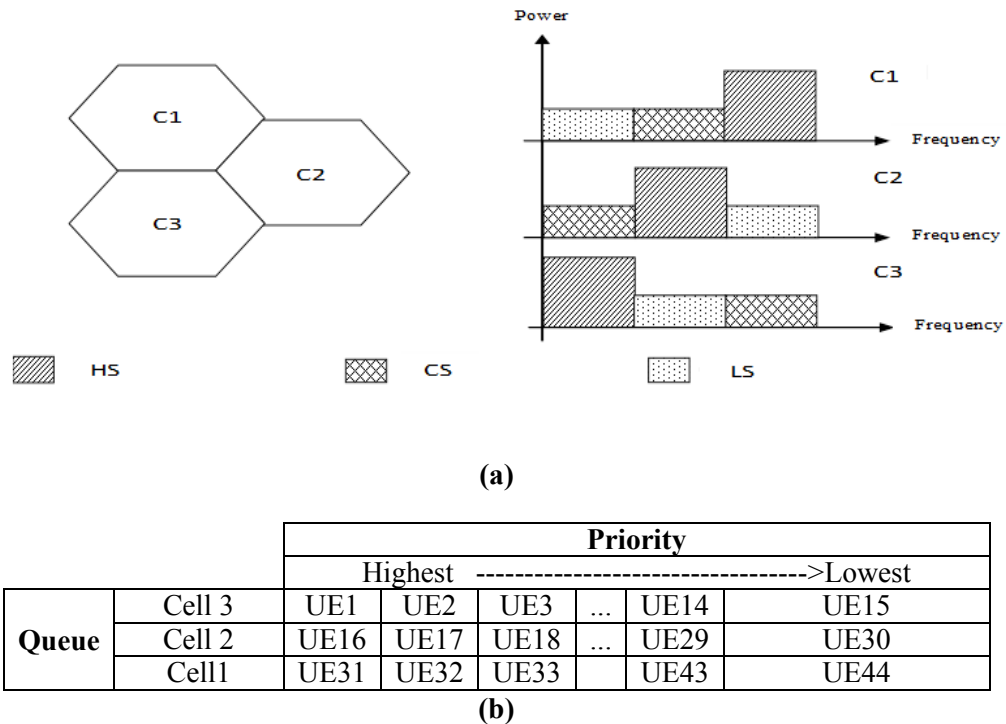 Power
C1
C1
Frequency
C2
C2
Frequency
C3
C3
Frequency
HS CS LS
(a)
Priority
Highest ---------------------------------->Lowest
Queue
Cell 3 UE1 UE2 UE3 ... UE14 UE15
Cell 2 UE16 UE17 UE18 ... UE29 UE30
Cell1 UE31 UE32 UE33 UE43 UE44
(b)